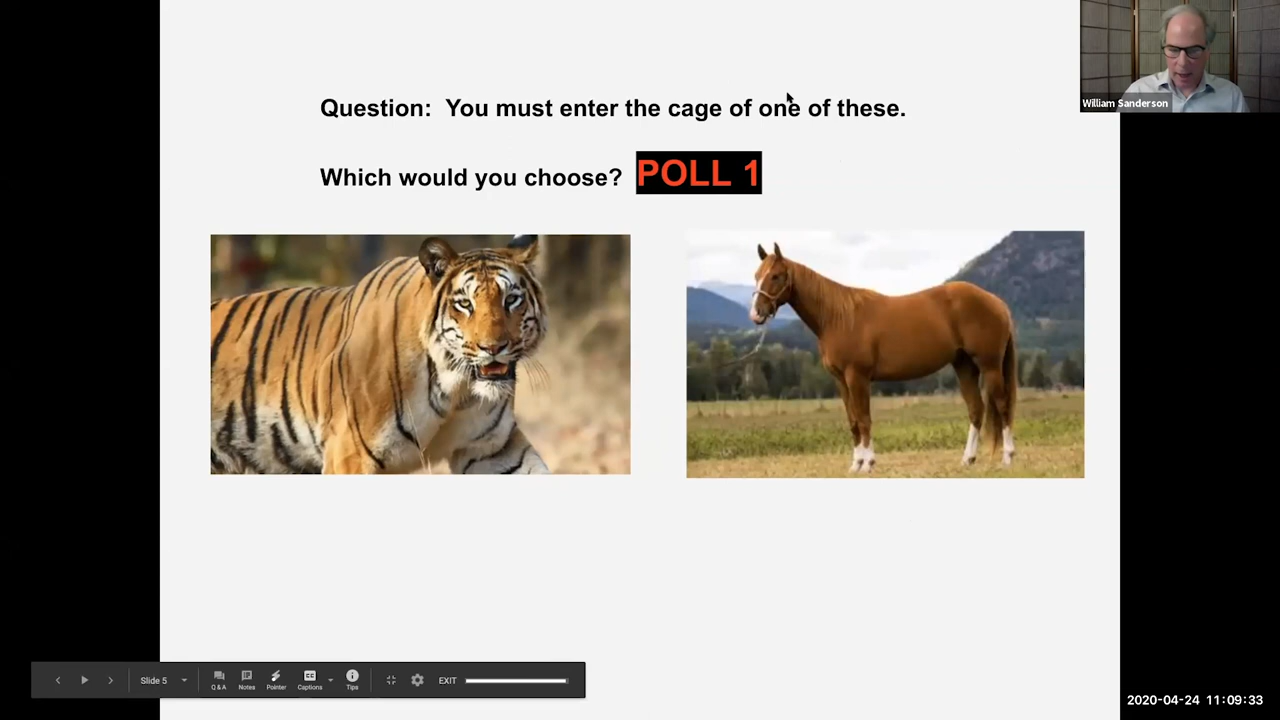 William Sanderson
Question: You must enter the cage of one of these.
Which would you choose? POLL 1
Slide 5
Q & A
Notes
Pointer
Captions
Tips
EXIT
2020-04-24 11:09:33